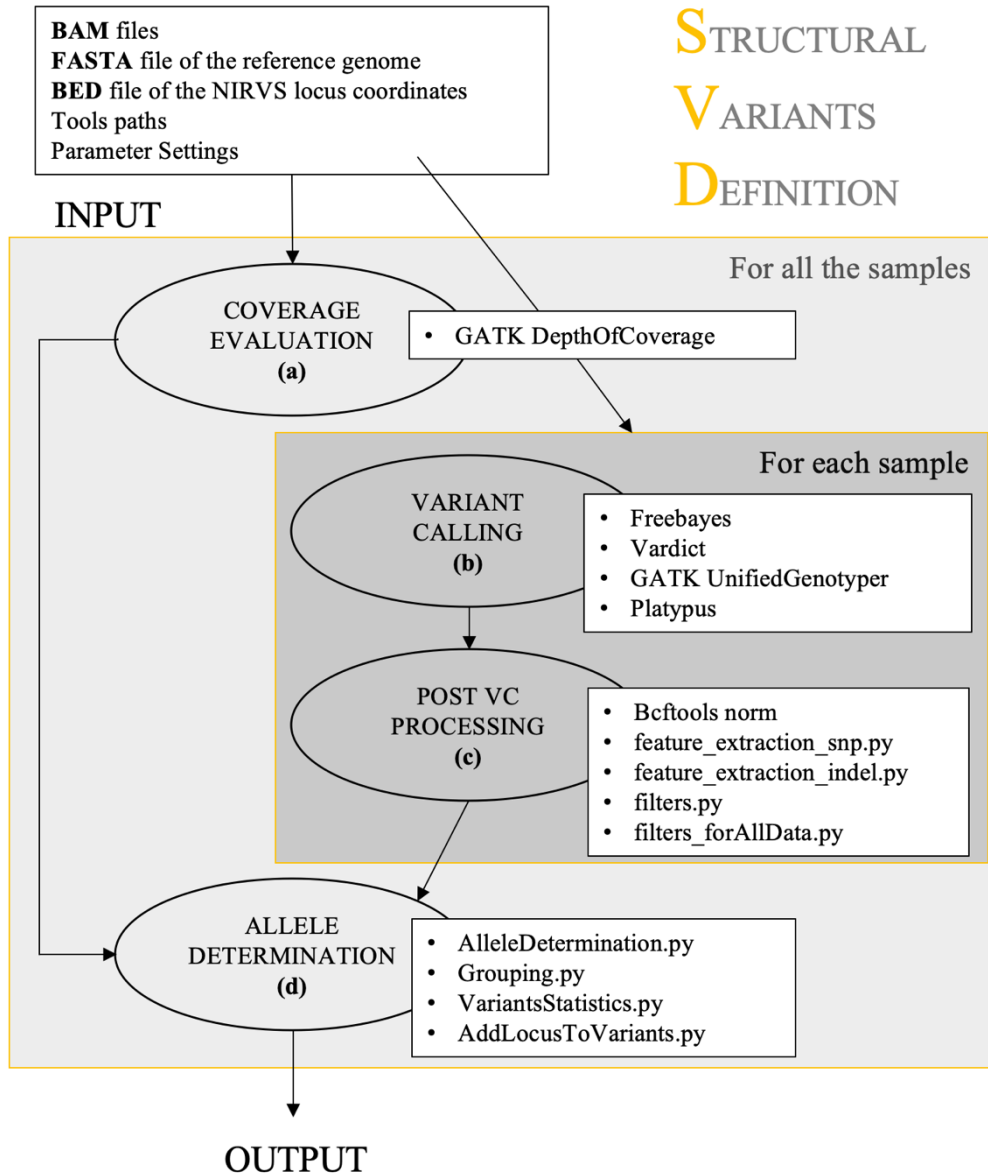 BAM files
FASTA file of the reference genome
BED file of the NIRVS locus coordinates
Tools paths
Parameter Settings
STRUCTURAL
VARIANTS
DEFINITION
INPUT
For all the samples
COVERAGE
EVALUATION
(a)
• GATK DepthOfCoverage
For each sample
VARIANT
CALLING
(b)
• Freebayes
• Vardict
• GATK UnifiedGenotyper
• Platypus
POST VC
PROCESSING
(c)
• Bcftools norm
• feature_extraction_snp.py
• feature_extraction_indel.py
• filters.py
• filters_forAllData.py
ALLELE
DETERMINATION
(d)
• AlleleDetermination.py
• Grouping.py
• VariantsStatistics.py
• AddLocusToVariants.py
OUTPUT